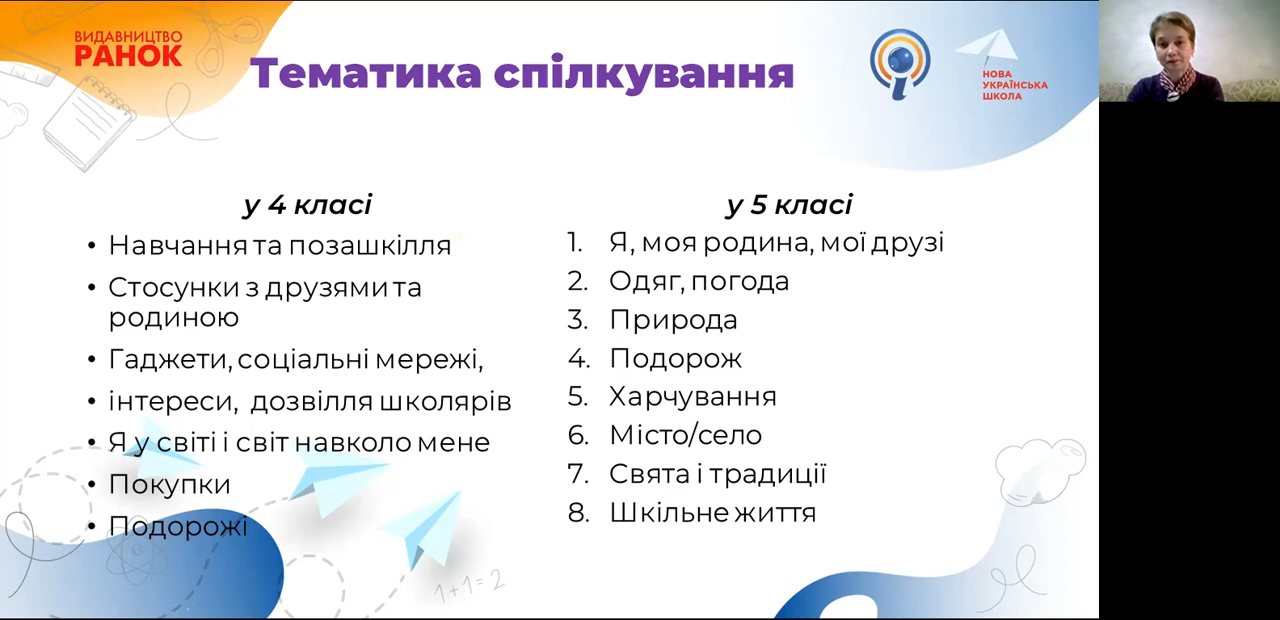 ВИДАВНИЦТВО
РАНОК
Тематика спілкування
НОВА
УКРАЇНСЬКА
ШКОЛА
у 4 класі
• Навчання та позашкілля
• Стосунки з друзями та
родиною
• Гаджети, соціальні мережі,
• інтереси, дозвілля школярів
• Я у світі і світ навколо мене
• Покупки
• Подорожі
у 5 класі
1. Я, моя родина, мої друзі
2. Одяг, погода
3. Природа
4. Подорож
5. Харчування
6. Місто/село
7. Свята і традиції
8. Шкільне життя
1+1=2